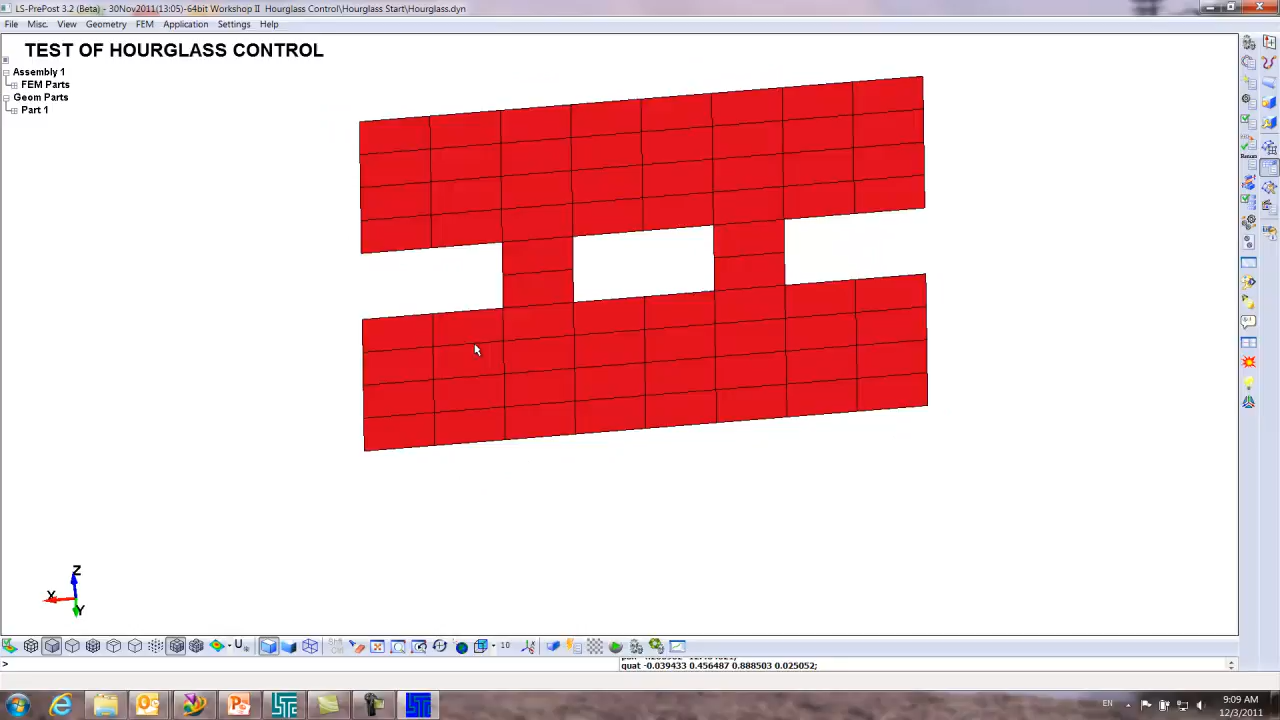 LS-PrePost 3.2 (Beta) - 30Nov2011(13:05)-64bit Workshop II Hourglass Control\Hourglass Start\Hourglass.dyn
File Misc. View Geometry FEM Application Settings Help
TEST OF HOURGLASS CONTROL
Assembly 1
FEM Parts
Geom Parts
Part 1
Renum
Z
X
Y
10
>
quat -0.039433 0.456487 0.888503 0.025052;
EN
9:09 AM
12/3/2011